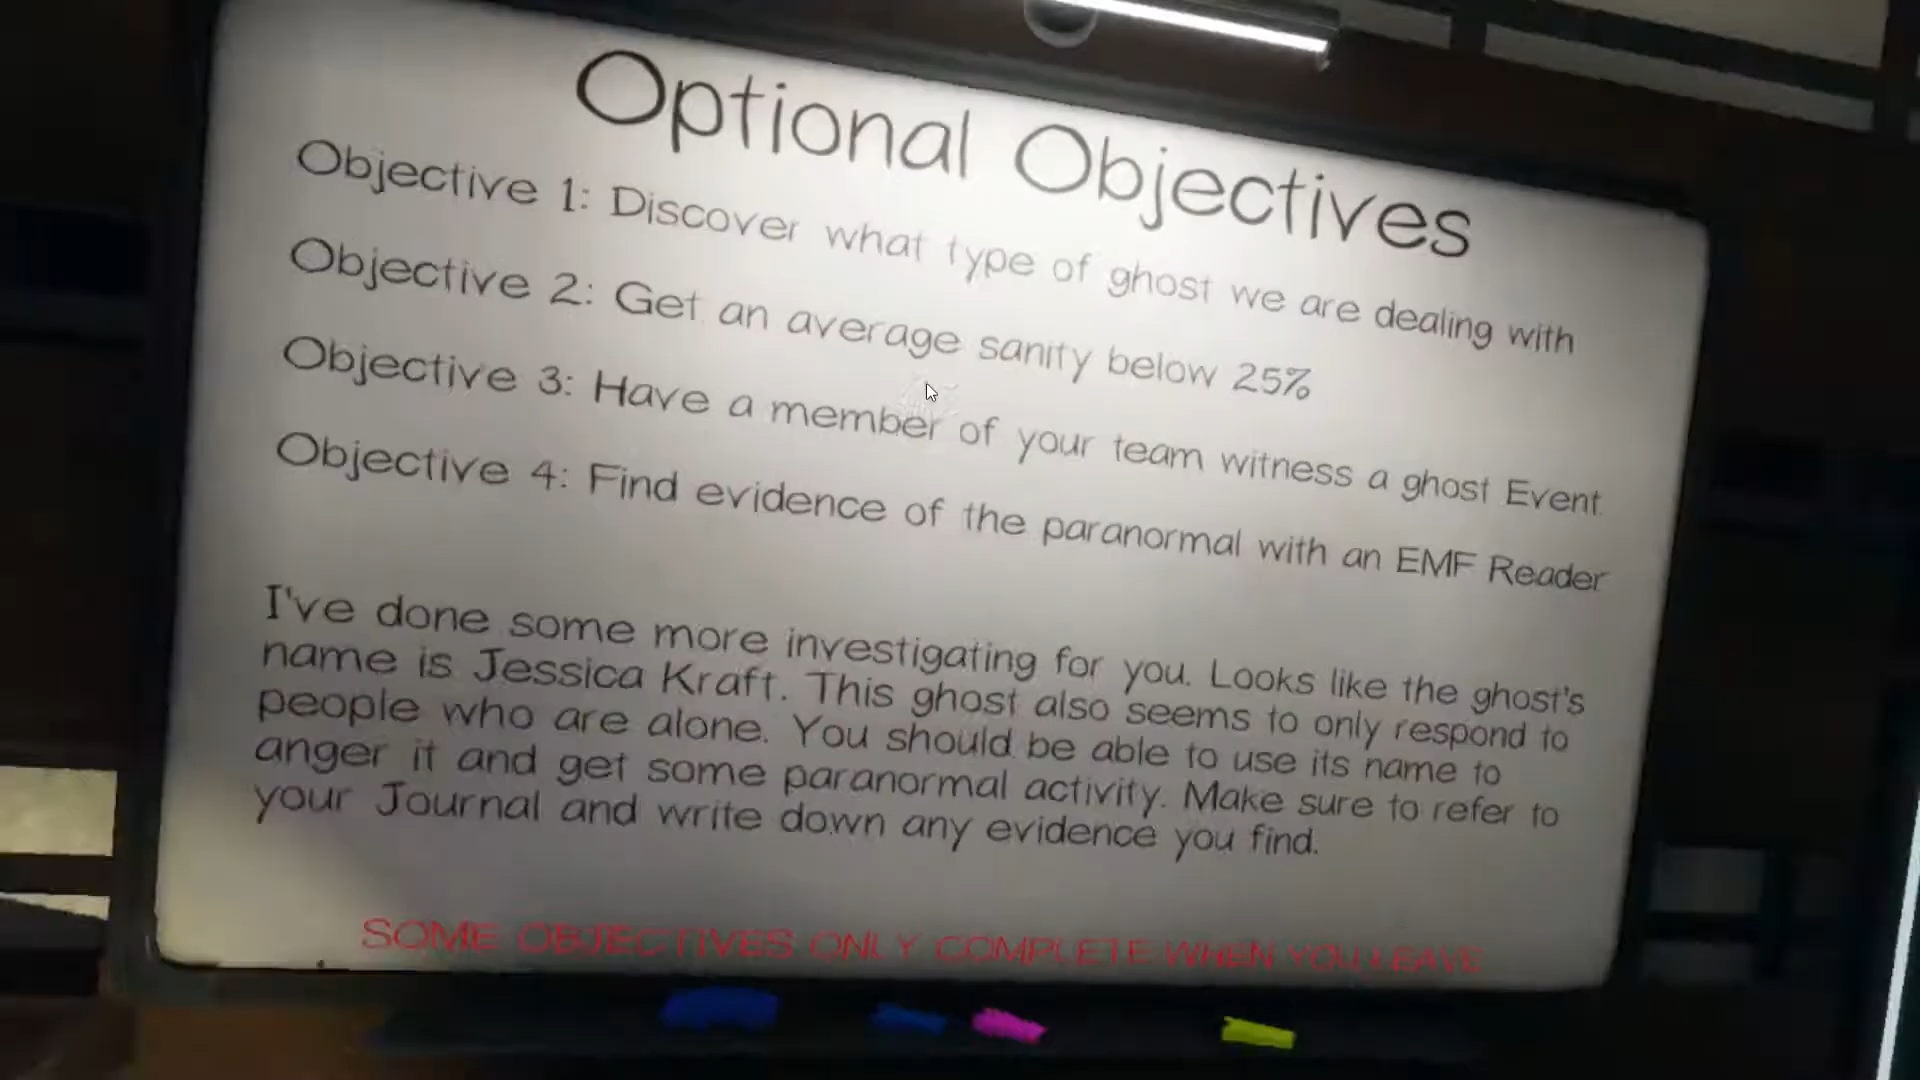 Optional Objectives
Objective 1: Discover what type of ghost we are dealing with
Objective 2: Get an average sanity below 25%
Objective 3: Have a member of your team witness a ghost Event
Objective 4: Find evidence of the paranormal with an EMF Reader
I've done some more investigating for you. Looks like the ghost's
name is Jessica Kraft. This ghost also seems to only respond to
people who are alone. You should be able to use its name to
anger it and get some paranormal activity. Make sure to refer to
your Journal and write down any evidence you find.
SOME OBJECTIVES ONLY COMPLETE WHEN YOU LEAVE